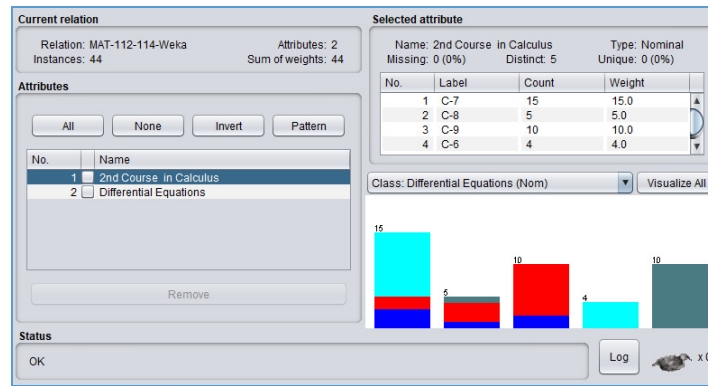 Current relation
Relation: MAT-112-114-Weka Attributes: 2
Instances: 44 Sum of weights: 44
Attributes
All None Invert Pattern
No. Name
1 2nd Course in Calculus
2 Differential Equations
Remove
Selected attribute
Name: 2nd Course in Calculus Type: Nominal
Missing: 0 (0%) Distinct: 5 Unique: 0 (0%)
No. Label Count Weight
1 C-7 15 15.0
2 C-8 5 5.0
3 C-9 10 10.0
4 C-6 4 4.0
Class: Differential Equations (Nom) Visualize All
15
5
10
4
10
Status
OK
Log